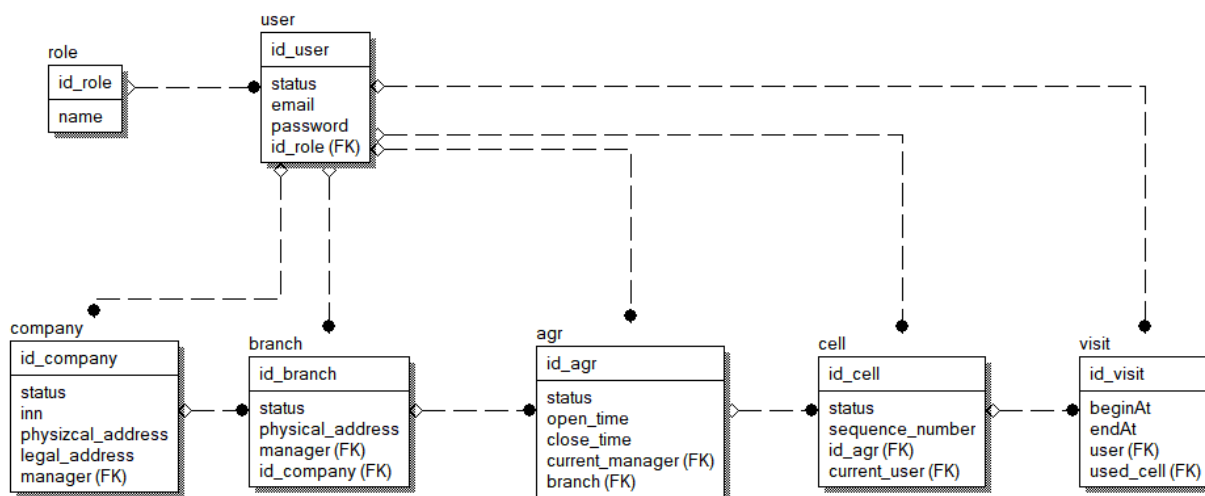 user
id_user
status
email
password
id_role (FK)
role
id_role
name
company
id_company
status
inn
physizcal_address
legal_address
manager (FK)
branch
id_branch
status
physical_address
manager (FK)
id_company (FK)
agr
id_agr
status
open_time
close_time
current_manager (FK)
branch (FK)
cell
id_cell
status
sequence_number
id_agr (FK)
current_user (FK)
visit
id_visit
beginAt
endAt
user (FK)
used_cell (FK)